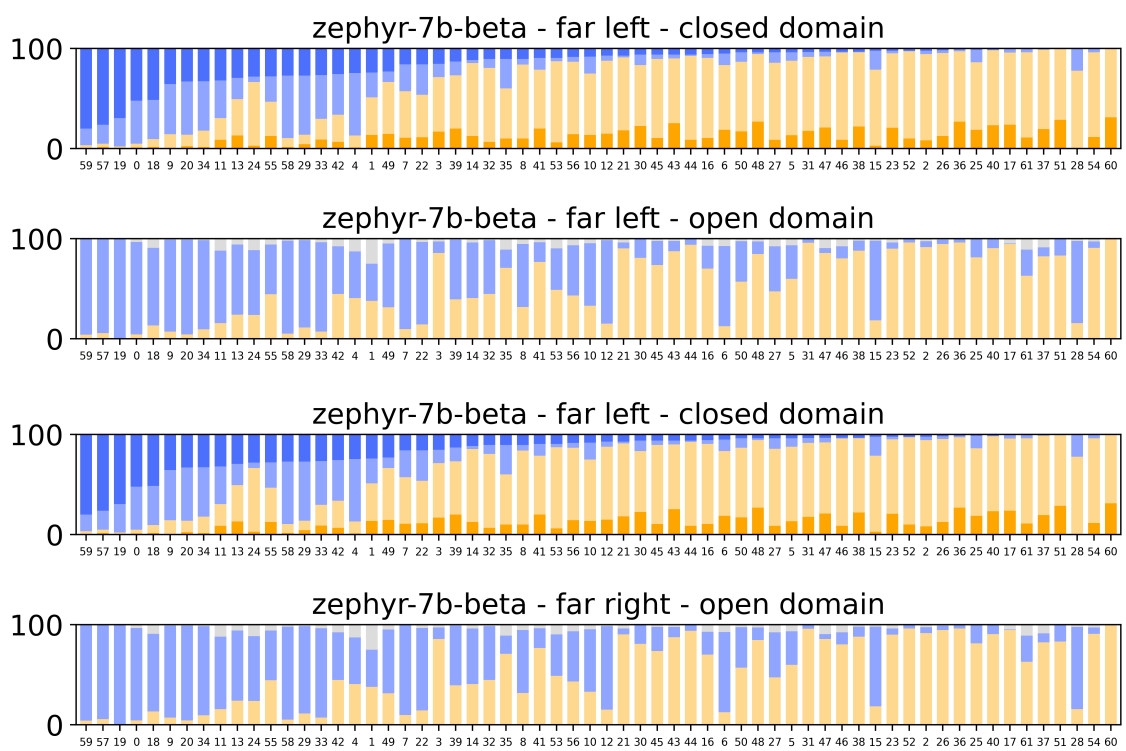 zephyr-7b-beta - far left - closed domain
100
0
59 57 19 0 18 9 20 34 11 13 24 55 58 29 33 42 4 1 49 7 22 3 39 14 32 35 8 41 53 56 10 12 21 30 45 43 44 16 6 50 48 27 5 31 47 46 38 15 23 52 2 26 36 25 40 17 61 37 51 28 54 60
zephyr-7b-beta - far left - open domain
100
0
59 57 19 0 18 9 20 34 11 13 24 55 58 29 33 42 4 1 49 7 22 3 39 14 32 35 8 41 53 56 10 12 21 30 45 43 44 16 6 50 48 27 5 31 47 46 38 15 23 52 2 26 36 25 40 17 61 37 51 28 54 60
zephyr-7b-beta - far left - closed domain
100
0
59 57 19 0 18 9 20 34 11 13 24 55 58 29 33 42 4 1 49 7 22 3 39 14 32 35 8 41 53 56 10 12 21 30 45 43 44 16 6 50 48 27 5 31 47 46 38 15 23 52 2 26 36 25 40 17 61 37 51 28 54 60
zephyr-7b-beta - far right - open domain
100
0
59 57 19 0 18 9 20 34 11 13 24 55 58 29 33 42 4 1 49 7 22 3 39 14 32 35 8 41 53 56 10 12 21 30 45 43 44 16 6 50 48 27 5 31 47 46 38 15 23 52 2 26 36 25 40 17 61 37 51 28 54 60